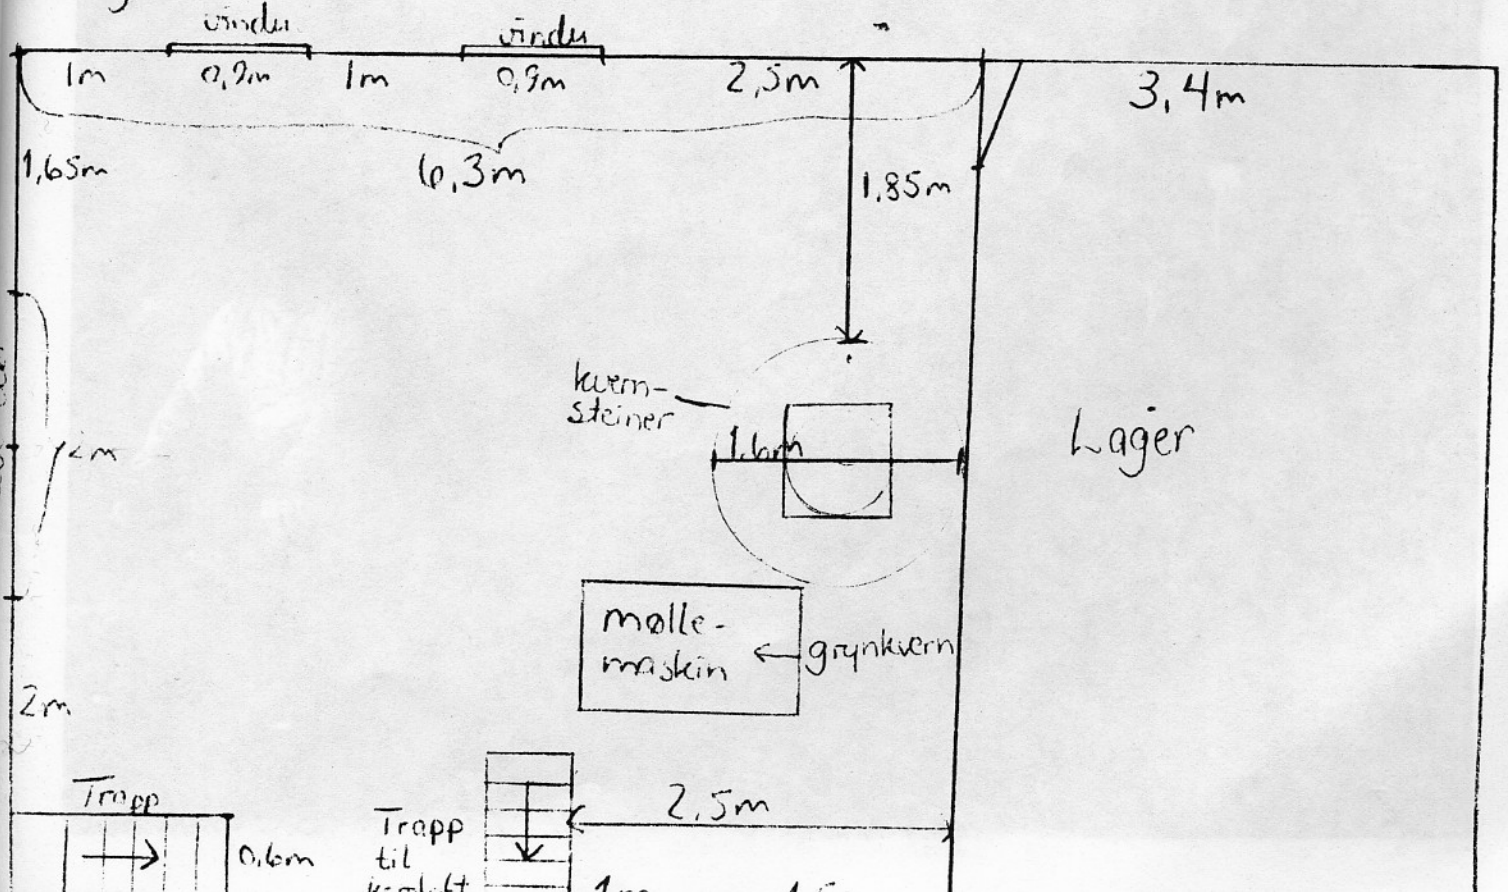 vindu
vindu
1m
0,9m
1m
0,9m
2,5m
3,4m
1,65m
6,3m
1,85m
kvern-
steiner
1.6m
Lager
2m
mølle-
maskin
grynkvern
2m
Trapp
2,5m
0,6m
Trapp
til